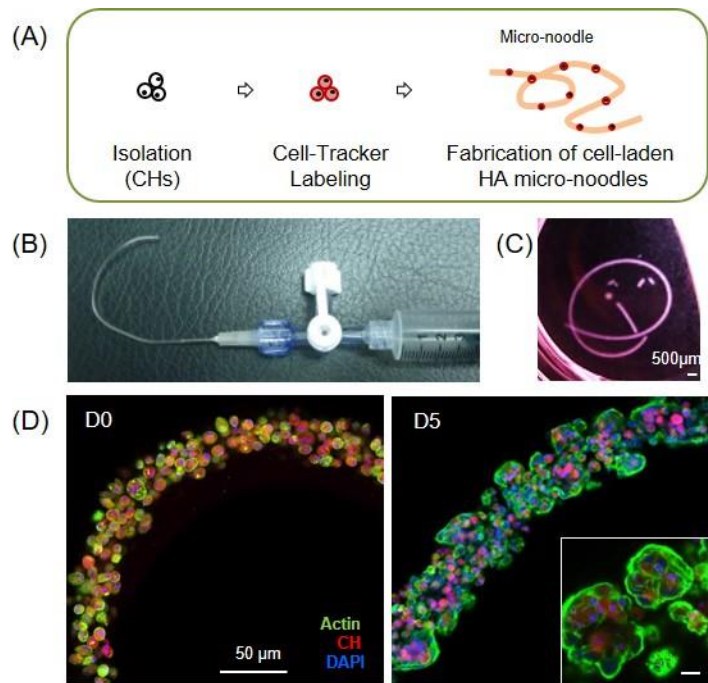 (A)
Micro-noodle
Isolation
(CHs)
Cell-Tracker
Labeling
Fabrication of cell-laden
HA micro-noodles
(B)
(C)
500μm
(D)
D0
Actin
CH
DAPI
50 μm
D5